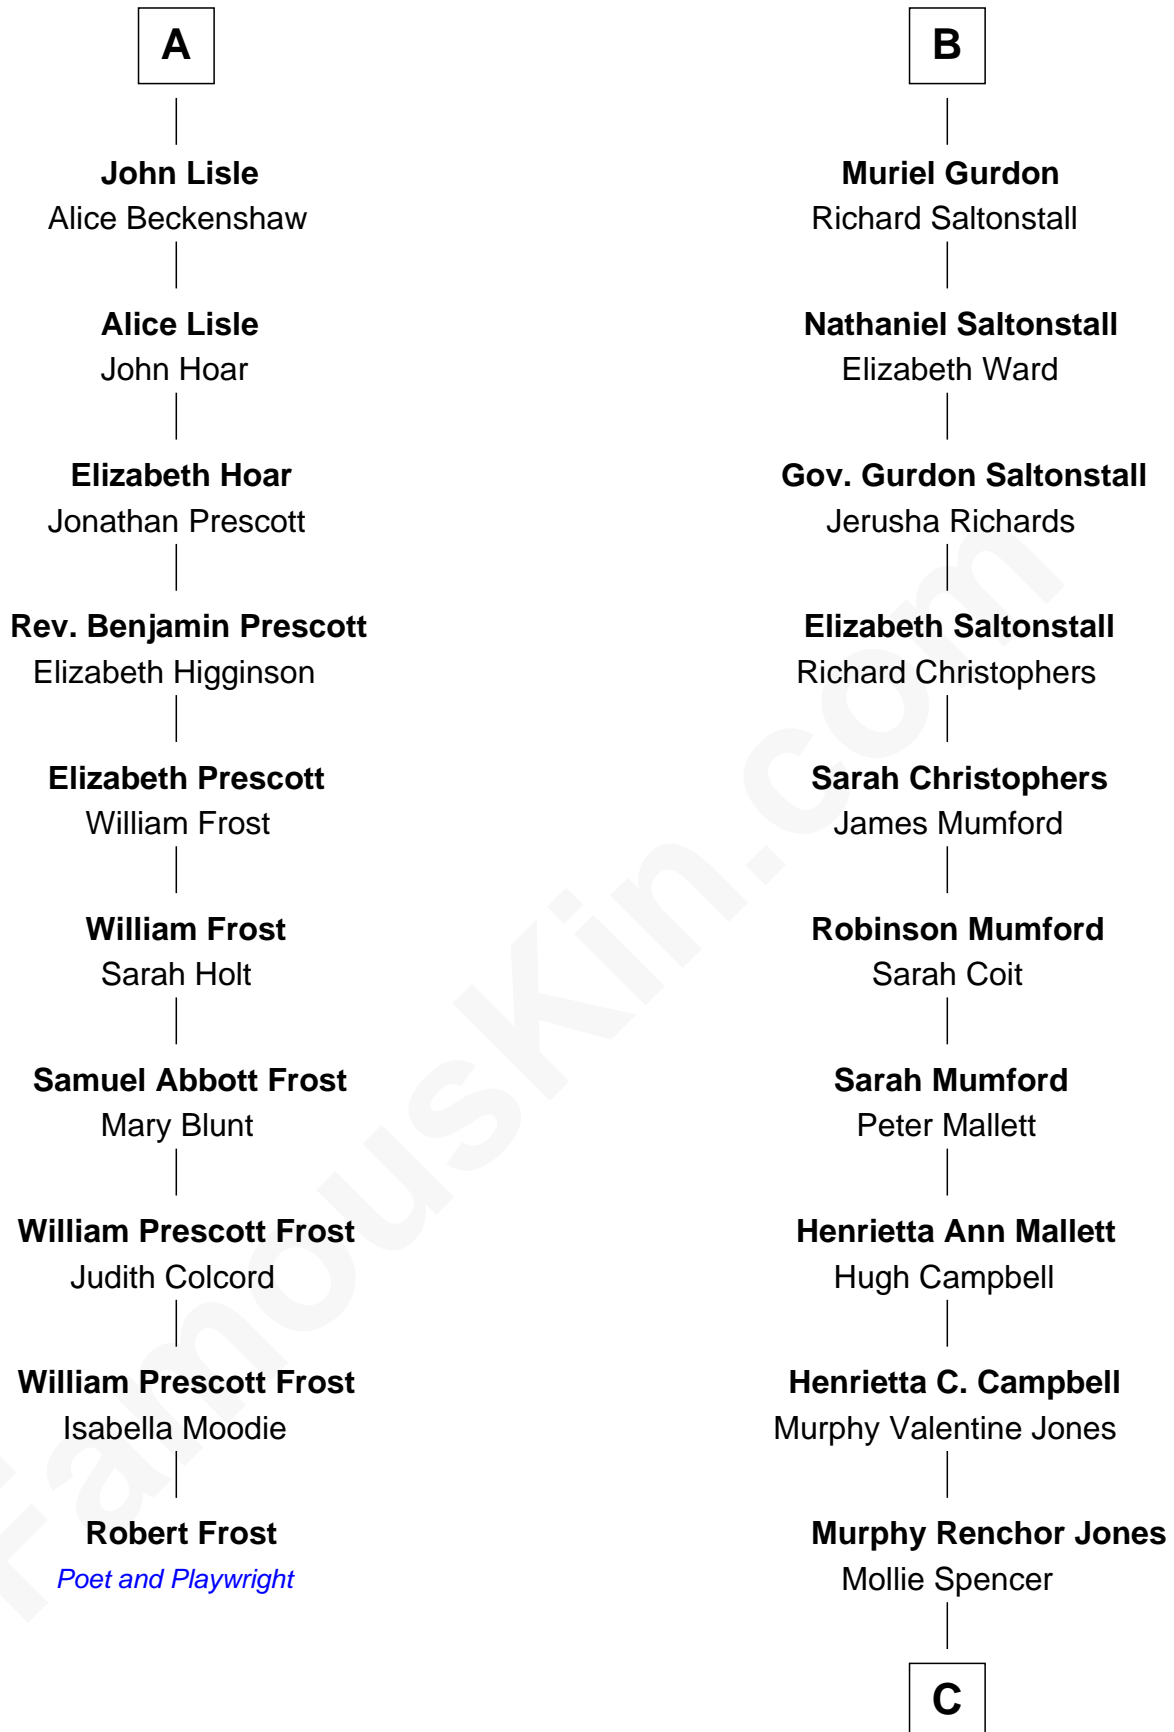 A
John Lisle
Alice Beckenshaw
Alice Lisle
John Hoar
Elizabeth Hoar
Jonathan Prescott
Rev. Benjamin Prescott
Elizabeth Higginson
Elizabeth Prescott
William Frost
William Frost
Sarah Holt
Samuel Abbott Frost
Mary Blunt
William Prescott Frost
Judith Colcord
William Prescott Frost
Isabella Moodie
Robert Frost
Poet and Playwright
B
Muriel Gurdon
Richard Saltonstall
Nathaniel Saltonstall
Elizabeth Ward
Gov. Gurdon Saltonstall
Jerusha Richards
Elizabeth Saltonstall
Richard Christophers
Sarah Christophers
James Mumford
Robinson Mumford
Sarah Coit
Sarah Mumford
Peter Mallett
Henrietta Ann Mallett
Hugh Campbell
Henrietta C. Campbell
Murphy Valentine Jones
Murphy Renchor Jones
Mollie Spencer
C
FamousKin.com